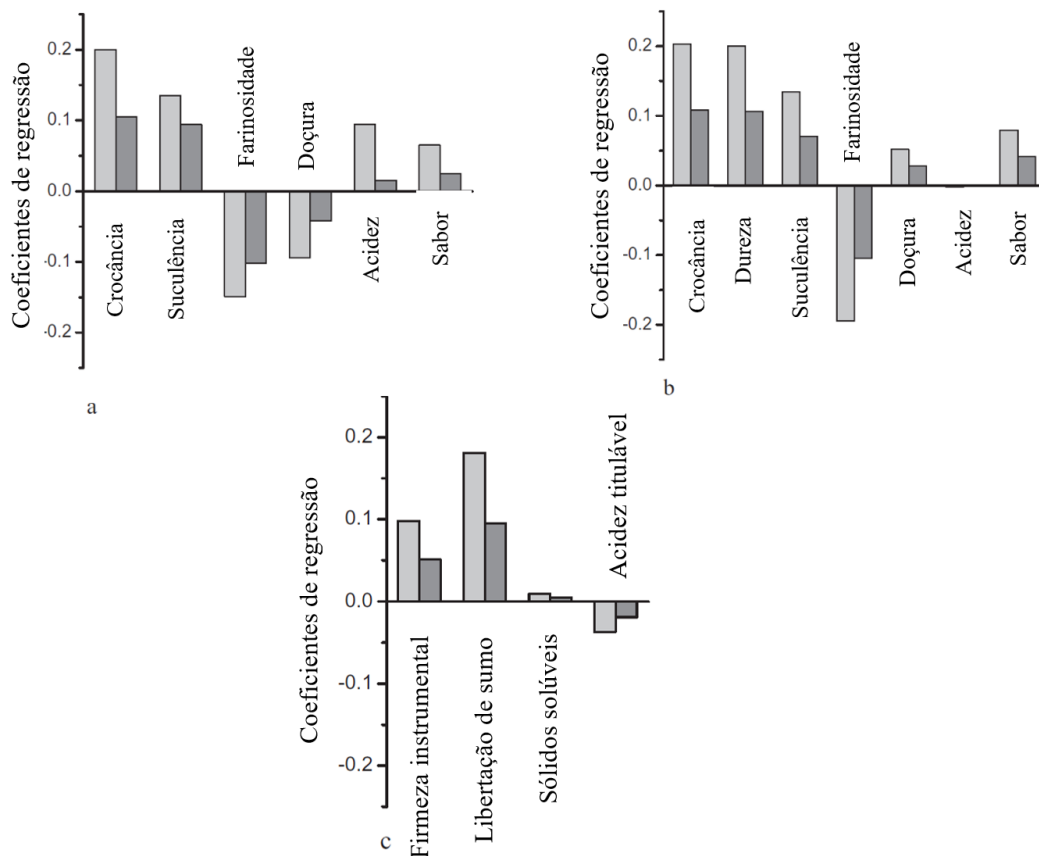 Coeficientes de regressão
0.2
0.1
0.0
-0.1
-0.2
Crocância
Suculência
Farinosidade
Doçura
Acidez
Sabor
a
Coeficientes de regressão
0.2
0.1
0.0
-0.1
-0.2
Crocância
Dureza
Suculência
Farinosidade
Doçura
Acidez
Sabor
b
Coeficientes de regressão
0.2
0.1
0.0
-0.1
-0.2
Firmeza instrumental
Libertação de sumo
Sólidos solúveis
Acidez titulável
c